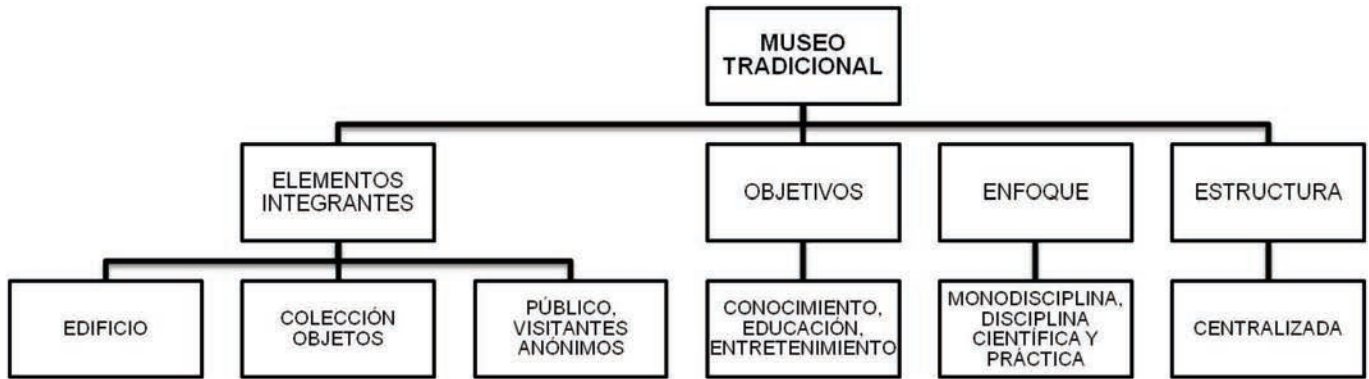 MUSEO
TRADICIONAL
ELEMENTOS
INTEGRANTES
OBJETIVOS
ENFOQUE
ESTRUCTURA
EDIFICIO
COLECCIÓN
OBJETOS
PÚBLICO,
VISITANTES
ANÓNIMOS
CONOCIMIENTO,
EDUCACIÓN,
ENTRETENIMIENTO
MONODISCIPLINA,
DISCIPLINA
CIENTÍFICA Y
PRÁCTICA
CENTRALIZADA